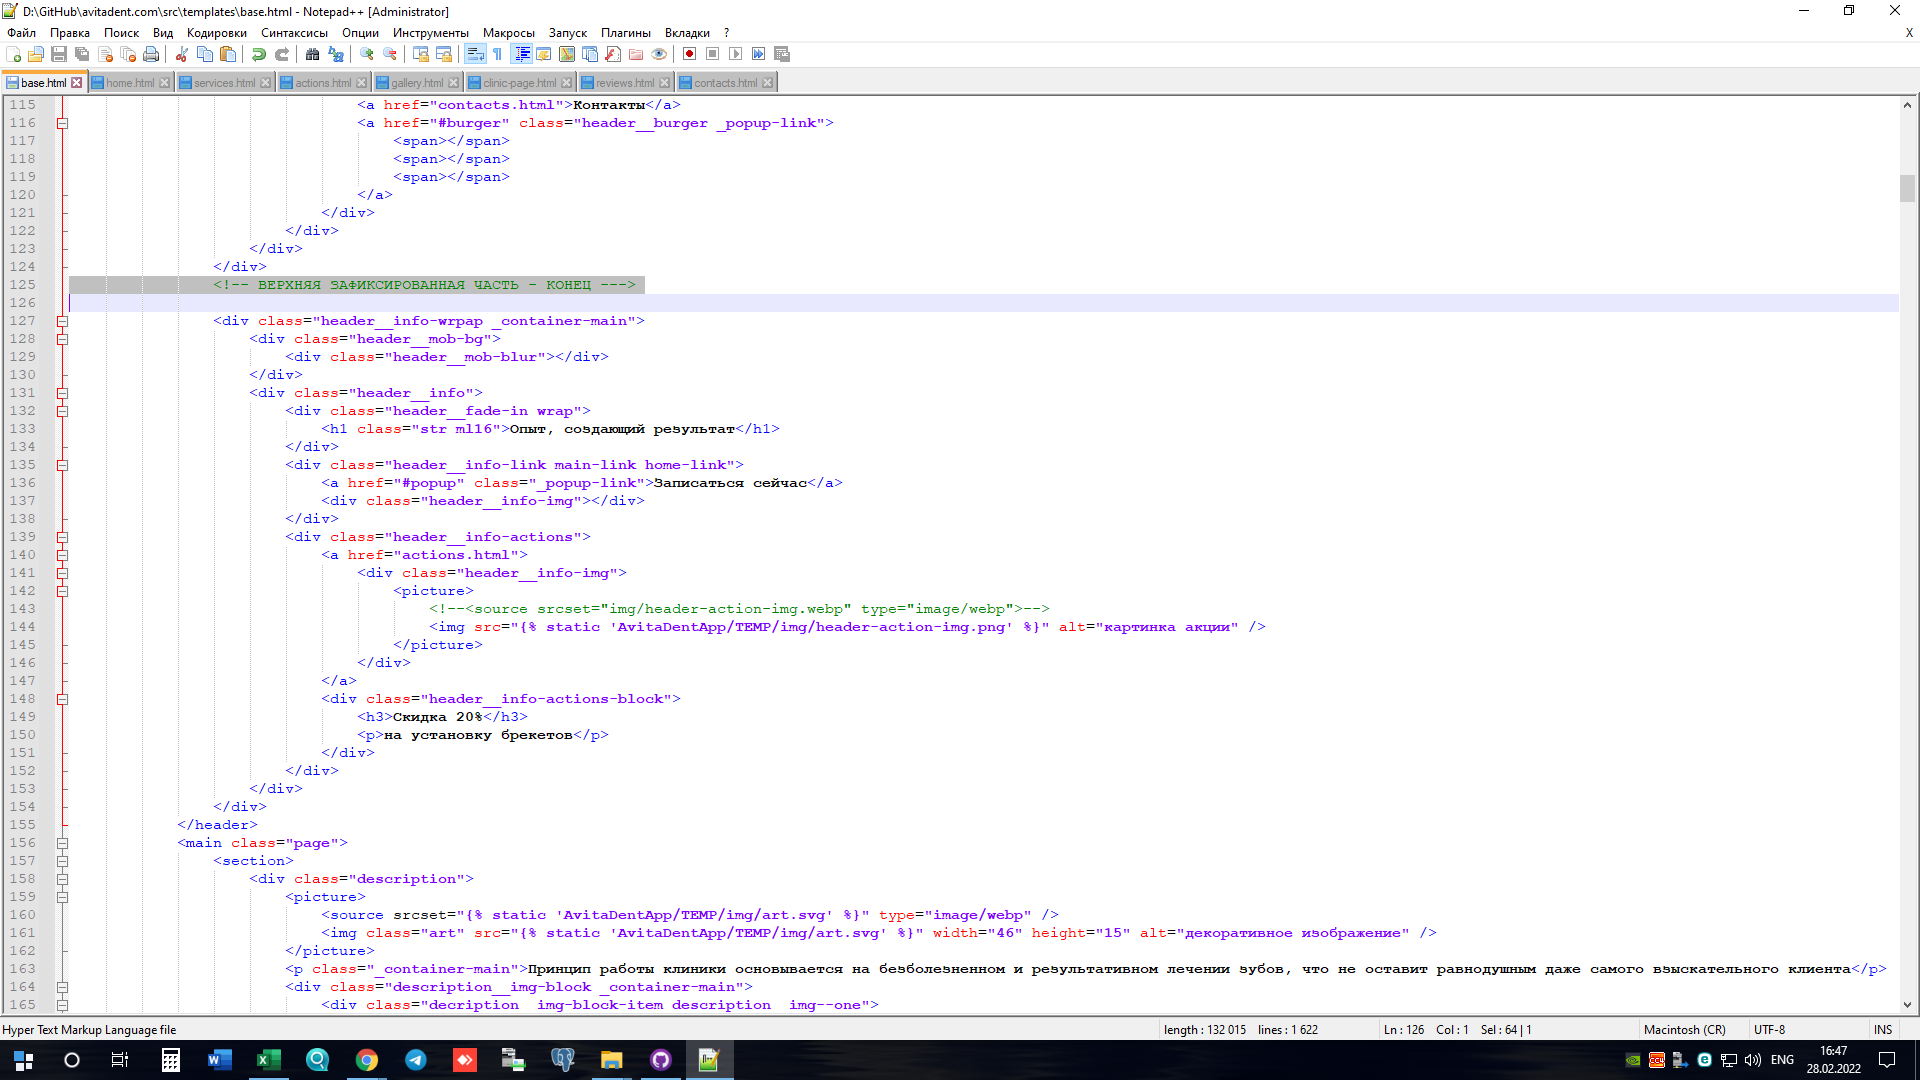 D:\GitHub\avitadent.com\src\templates\base.html - Notepad++ [Administrator]
Файл Правка Поиск Вид Кодировки Синтаксисы Опции Инструменты Макросы Запуск Плагины Вкладки ? X
base.html home.html services.html actions.html gallery.html clinic-page.html reviews.html contacts.html
115 <a href="contacts.html">Контакты</a>
116 <a href="#burger" class="header__burger _popup-link">
117 <span></span>
118 <span></span>
119 <span></span>
120 </a>
121 </div>
122 </div>
123 </div>
124 </div>
125 <!-- ВЕРХНЯЯ ЗАФИКСИРОВАННАЯ ЧАСТЬ - КОНЕЦ --->
126
127 <div class="header__info-wrpap _container-main">
128 <div class="header__mob-bg">
129 <div class="header__mob-blur"></div>
130 </div>
131 <div class="header__info">
132 <div class="header__fade-in wrap">
133 <h1 class="str ml16">Опыт, создающий результат</h1>
134 </div>
135 <div class="header__info-link main-link home-link">
136 <a href="#popup" class="_popup-link">Записаться сейчас</a>
137 <div class="header__info-img"></div>
138 </div>
139 <div class="header__info-actions">
140 <a href="actions.html">
141 <div class="header__info-img">
142 <picture>
143 <!--<source srcset="img/header-action-img.webp" type="image/webp">-->
144 <img src="{% static 'AvitaDentApp/TEMP/img/header-action-img.png' %}" alt="картинка акции" />
145 </picture>
146 </div>
147 </a>
148 <div class="header__info-actions-block">
149 <h3>Скидка 20%</h3>
150 <p>на установку брекетов</p>
151 </div>
152 </div>
153 </div>
154 </div>
155 </header>
156 <main class="page">
157 <section>
158 <div class="description">
159 <picture>
160 <source srcset="{% static 'AvitaDentApp/TEMP/img/art.svg' %}" type="image/webp" />
161 <img class="art" src="{% static 'AvitaDentApp/TEMP/img/art.svg' %}" width="46" height="15" alt="декоративное изображение" />
162 </picture>
163 <p class="_container-main">Принцип работы клиники основывается на безболезненном и результативном лечении зубов, что не оставит равнодушным даже самого взыскательного клиента</p>
164 <div class="description__img-block _container-main">
165 <div class="decription__img-block-item description__img--one">
Hyper Text Markup Language file length : 132 015 lines : 1 622 Ln : 126 Col : 1 Sel : 64 | 1 Macintosh (CR) UTF-8 INS
ENG 16:47
28.02.2022